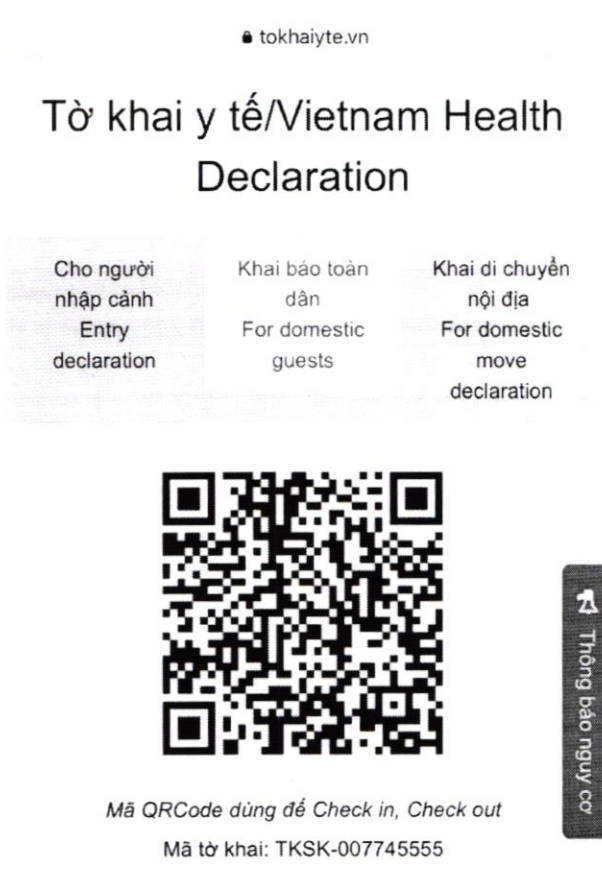 tokhaiyte.vn
Tờ khai y tế/Vietnam Health
Declaration
Cho người
nhập cảnh
Entry
declaration
Khai báo toàn
dân
For domestic
guests
Khai di chuyển
nội địa
For domestic
move
declaration
Thông báo nguy cơ
Mã QRCode dùng để Check in, Check out
Mã tờ khai: TKSK-007745555